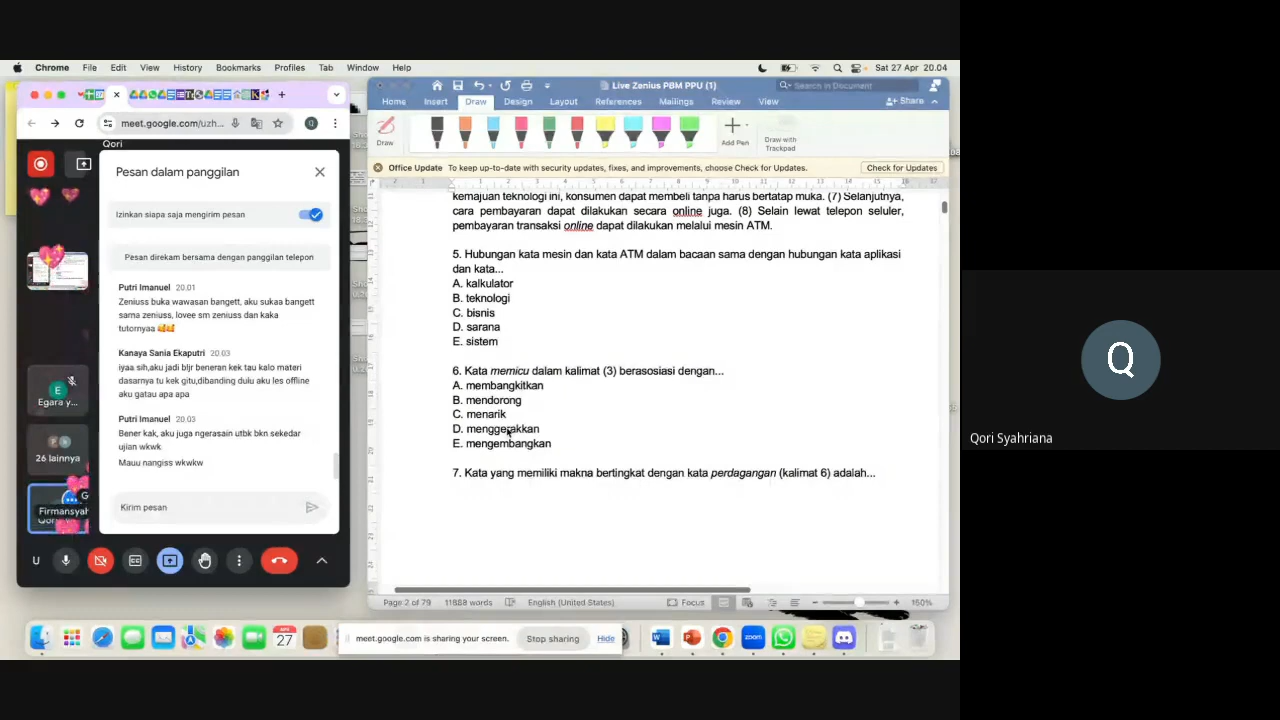 Chrome File Edit View History Bookmarks Profiles Tab Window Help
Sat 27 Apr 20.04
meet.google.com/uzh...
Qori
Pesan dalam panggilan
Izinkan siapa saja mengirim pesan
Pesan direkam bersama dengan panggilan telepon
Putri Imanuel 20.01
Zeniuss buka wawasan bangett, aku sukaa bangett
sama zeniuss, lovee sm zeniuss dan kaka
tutornyaa 🥰🥰
Kanaya Sania Ekaputri 20.03
iyaa sih,aku jadi bljr beneran kek tau kalo materi
dasarnya tu kek gitu,dibanding dulu aku les offline
aku gatau apa apa
Putri Imanuel 20.03
Bener kak, aku juga ngerasain utbk bkn sekedar
ujian wkwk
Mauu nangiss wkwkw
Kirim pesan
E
Egara y...
26 lainnya
Firmansyah
Live Zenius PBM PPU (1)
Search in Document
Home Insert Draw Design Layout References Mailings Review View
Share
Draw
Add Pen
Draw with
Trackpad
Office Update To keep up-to-date with security updates, fixes, and improvements, choose Check for Updates.
Check for Updates
kemajuan teknologi ini, konsumen dapat membeli tanpa harus bertatap muka. (7) Selanjutnya,
cara pembayaran dapat dilakukan secara online juga. (8) Selain lewat telepon seluler,
pembayaran transaksi online dapat dilakukan melalui mesin ATM.
5. Hubungan kata mesin dan kata ATM dalam bacaan sama dengan hubungan kata aplikasi
dan kata...
A. kalkulator
B. teknologi
C. bisnis
D. sarana
E. sistem
6. Kata memicu dalam kalimat (3) berasosiasi dengan...
A. membangkitkan
B. mendorong
C. menarik
D. menggerakkan
E. mengembangkan
7. Kata yang memiliki makna bertingkat dengan kata perdagangan (kalimat 6) adalah...
Page 2 of 79 11888 words English (United States) Focus 150%
meet.google.com is sharing your screen. Stop sharing Hide
APR
27
zoom
Q
Qori Syahriana